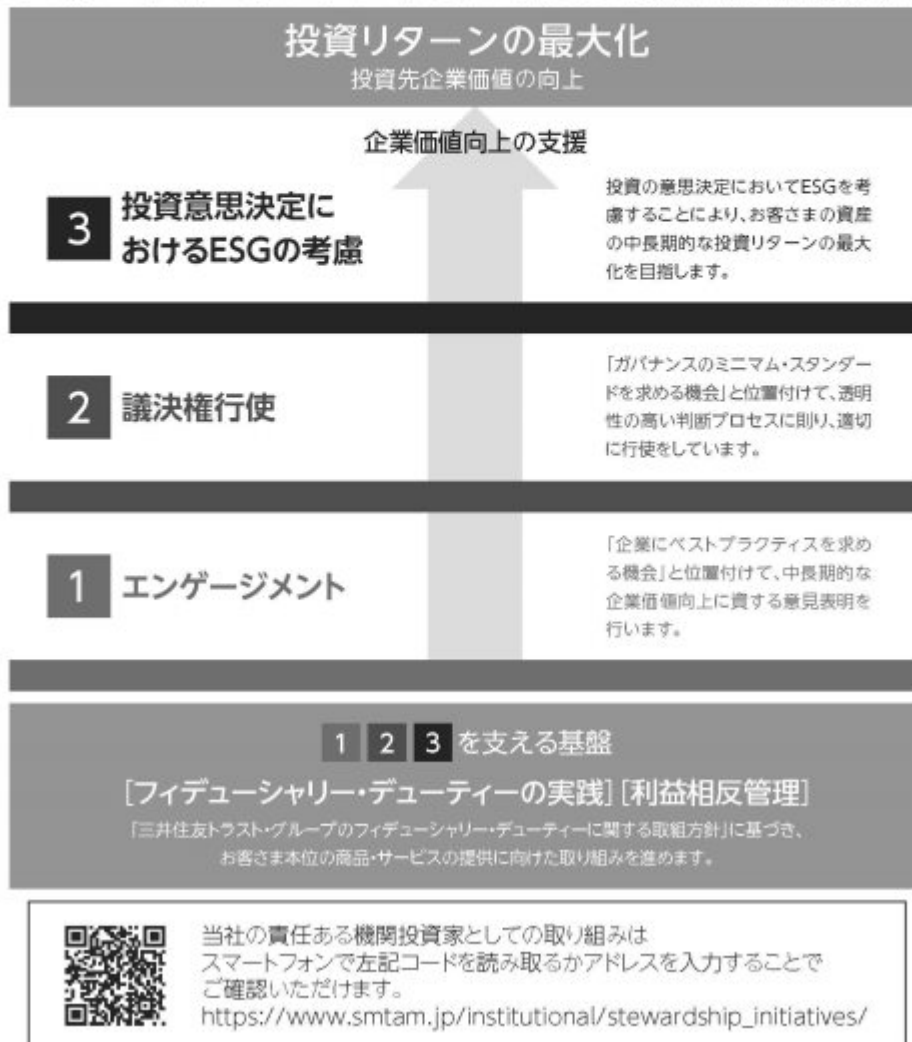 投資リターンの最大化
投資先企業価値の向上
企業価値向上の支援
3
投資意思決定に
おけるESGの考慮
投資の意思決定においてESGを考
慮することにより、お客さまの資産
の中長期的な投資リターンの最大
化を目指します。
2 議決権行使
「ガバナンスのミニマム・スタンダー
ドを求める機会」と位置付けて、透明
性の高い判断プロセスに則り、適切
に行使をしています。
1 エンゲージメント
「企業にベストプラクティスを求め
る機会」と位置付けて、中長期的な
企業価値向上に資する意見表明を
行います。
1 2 3 を支える基盤
[フィデューシャリー・デューティーの実践] [利益相反管理]
「三井住友トラスト・グループのフィデューシャリー・デューティーに関する取組方針」に基づき、
お客さま本位の商品・サービスの提供に向けた取り組みを進めます。
当社の責任ある機関投資家としての取り組みは
スマートフォンで左記コードを読み取るかアドレスを入力することで
ご確認いただけます。
https://www.smtam.jp/institutional/stewardship_initiatives/